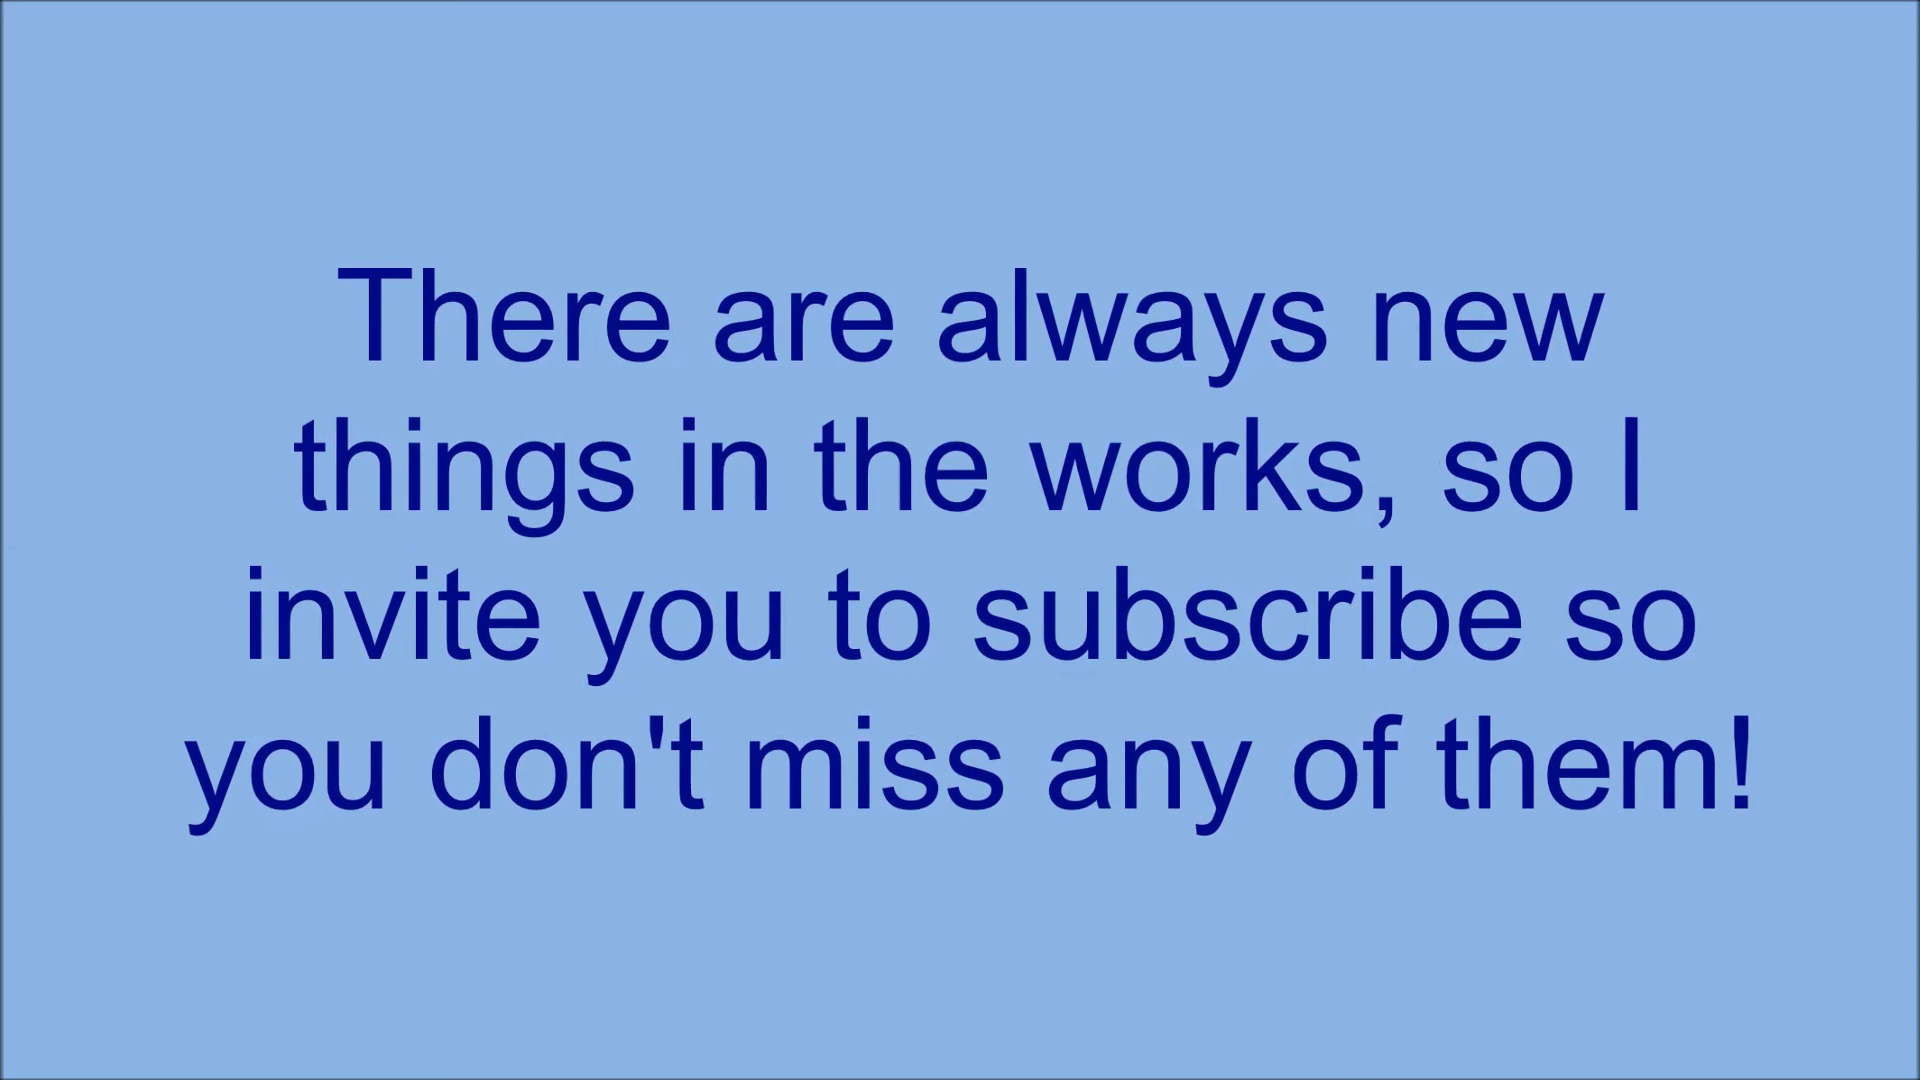 There are always new
things in the works, so I
invite you to subscribe so
you don't miss any of them!